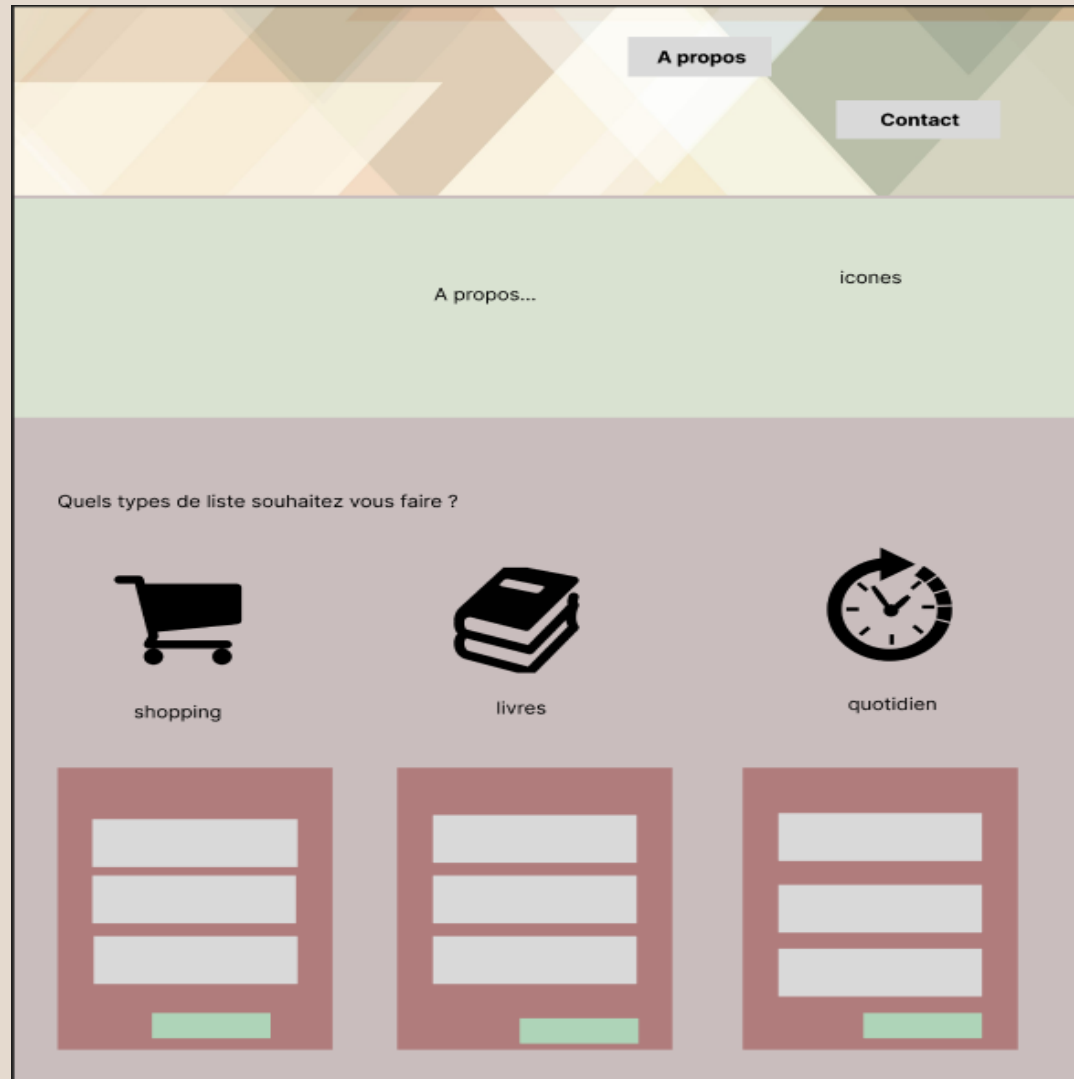 A propos
Contact
A propos...
icones
Quels types de liste souhaitez vous faire ?
shopping
livres
quotidien